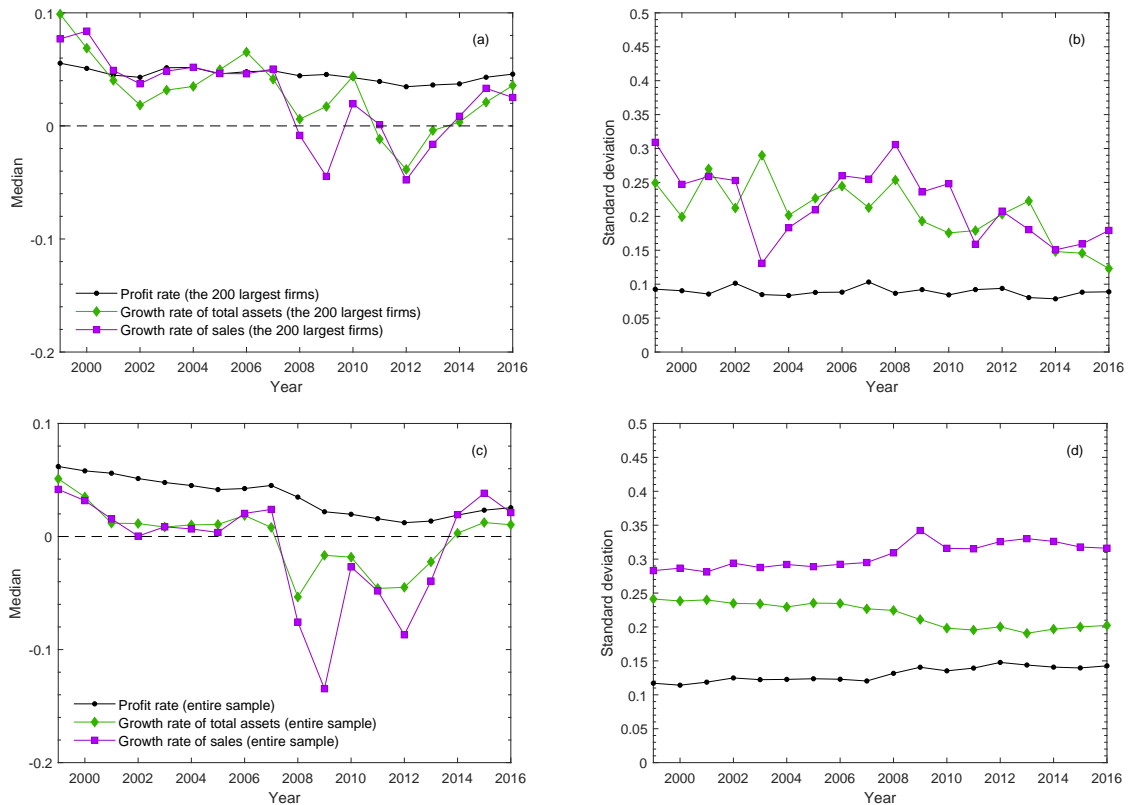 0.1
0
-0.1
-0.2
Median
(a)
Profit rate (the 200 largest firms)
Growth rate of total assets (the 200 largest firms)
Growth rate of sales (the 200 largest firms)
2000 2002 2004 2006 2008 2010 2012 2014 2016
Year
0.5
0.45
0.4
0.35
0.3
0.25
0.2
0.15
0.1
0.05
0
Standard deviation
(b)
2000 2002 2004 2006 2008 2010 2012 2014 2016
Year
0.1
0
-0.1
-0.2
Median
(c)
Profit rate (entire sample)
Growth rate of total assets (entire sample)
Growth rate of sales (entire sample)
2000 2002 2004 2006 2008 2010 2012 2014 2016
Year
0.5
0.45
0.4
0.35
0.3
0.25
0.2
0.15
0.1
0.05
0
Standard deviation
(d)
2000 2002 2004 2006 2008 2010 2012 2014 2016
Year